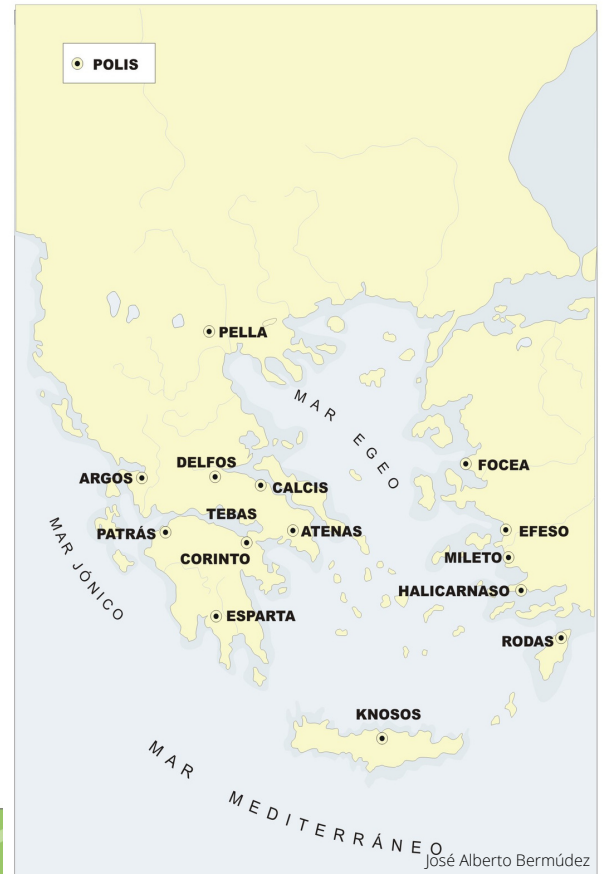 POLIS
PELLA
MAR EGEO
DELFOS
FOCEA
ARGOS
CALCIS
TEBAS
PATRÁS
ATENAS
EFESO
MAR JÓNICO
CORINTO
MILETO
HALICARNASO
ESPARTA
RODAS
KNOSOS
MAR MEDITERRÁNEO
José Alberto Bermúdez